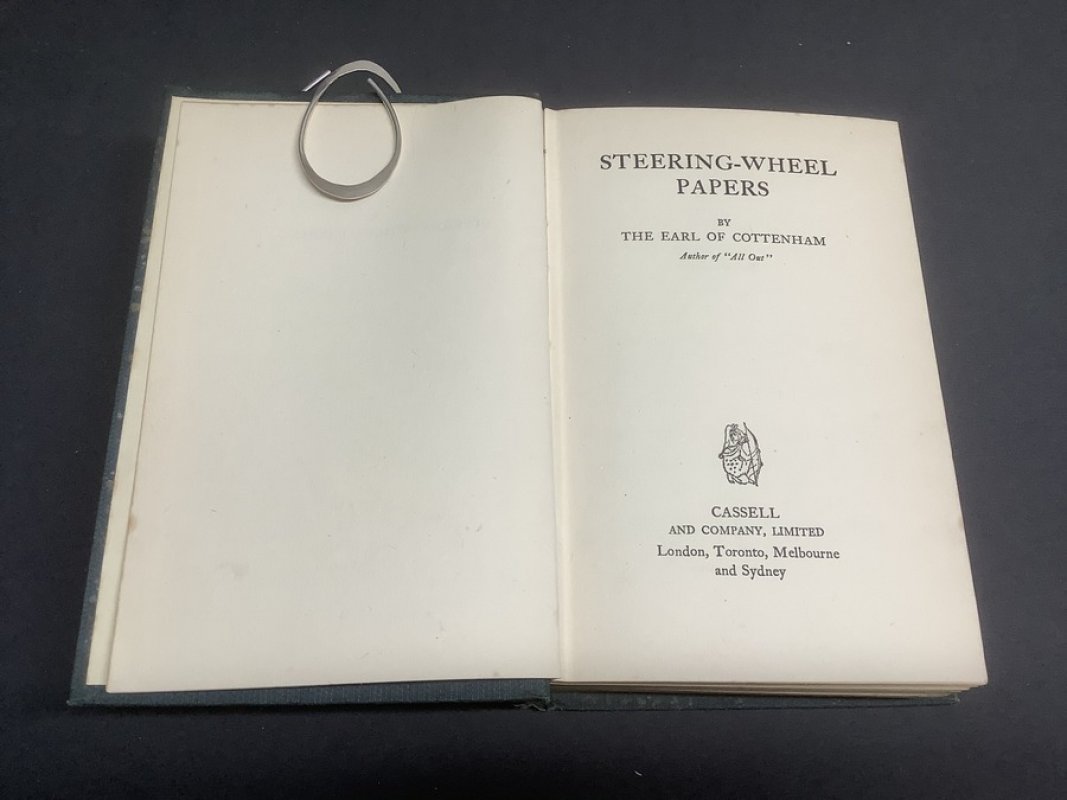 STEERING-WHEEL
PAPERS
BY
THE EARL OF COTTENHAM
Author of "All Out"
CASSELL
AND COMPANY, LIMITED
London, Toronto, Melbourne
and Sydney